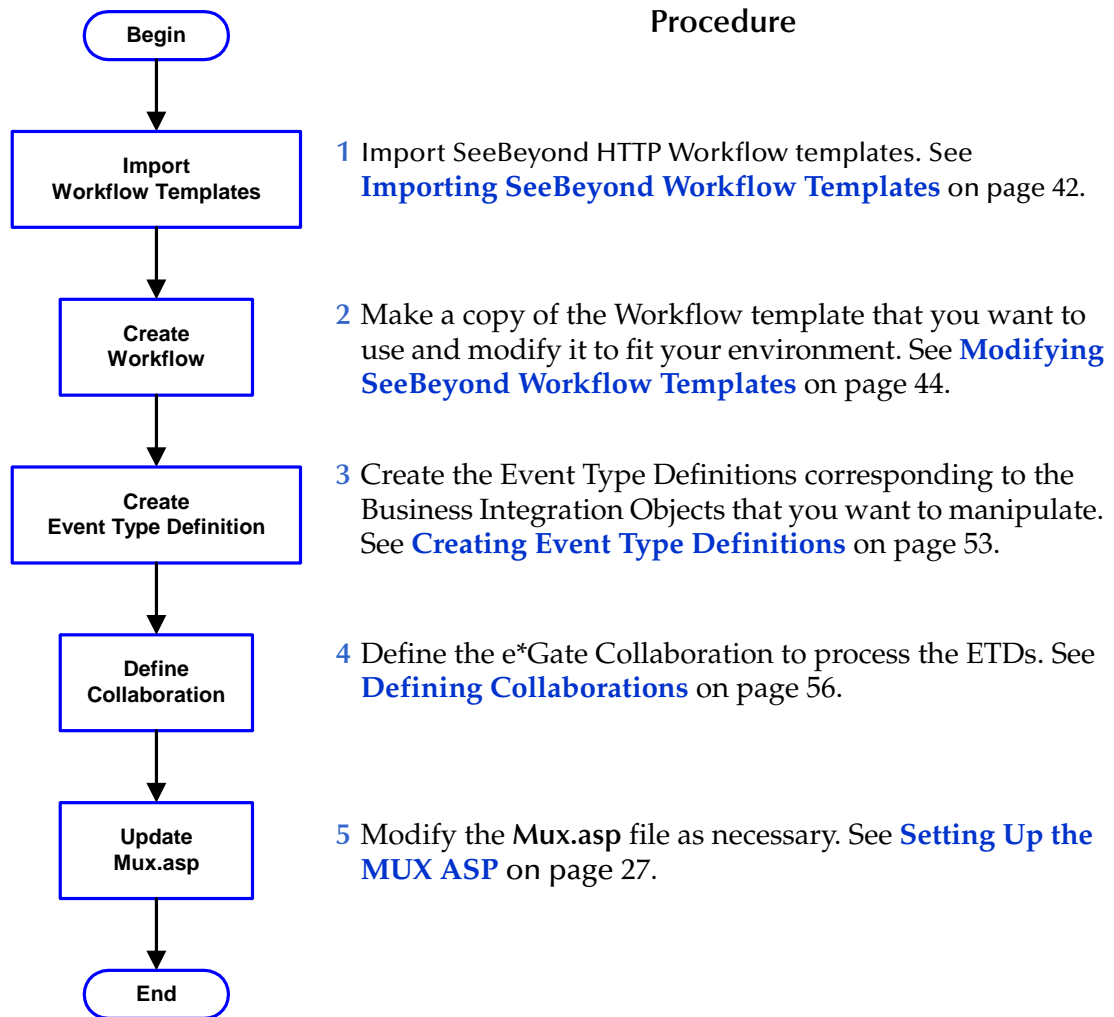 Procedure
Begin
Import
Workflow Templates
1 Import SeeBeyond HTTP Workflow templates. See
Importing SeeBeyond Workflow Templates on page 42.
Create
Workflow
2 Make a copy of the Workflow template that you want to
use and modify it to fit your environment. See Modifying
SeeBeyond Workflow Templates on page 44.
Create
Event Type Definition
3 Create the Event Type Definitions corresponding to the
Business Integration Objects that you want to manipulate.
See Creating Event Type Definitions on page 53.
Define
Collaboration
4 Define the e*Gate Collaboration to process the ETDs. See
Defining Collaborations on page 56.
Update
Mux.asp
5 Modify the Mux.asp file as necessary. See Setting Up the
MUX ASP on page 27.
End